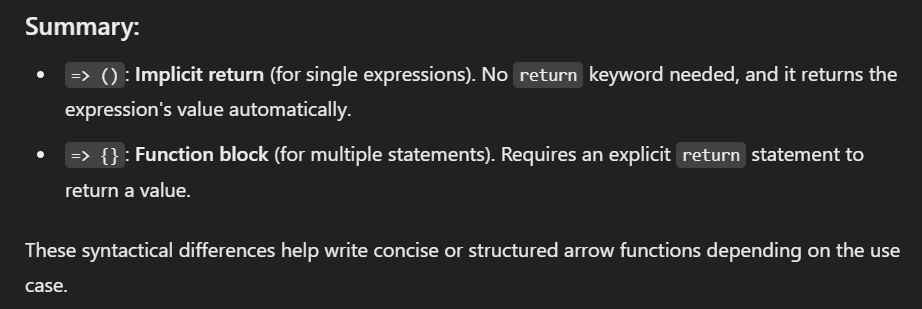 Summary:
• => (): Implicit return (for single expressions). No return keyword needed, and it returns the
expression's value automatically.
• => {}: Function block (for multiple statements). Requires an explicit return statement to
return a value.
These syntactical differences help write concise or structured arrow functions depending on the use
case.